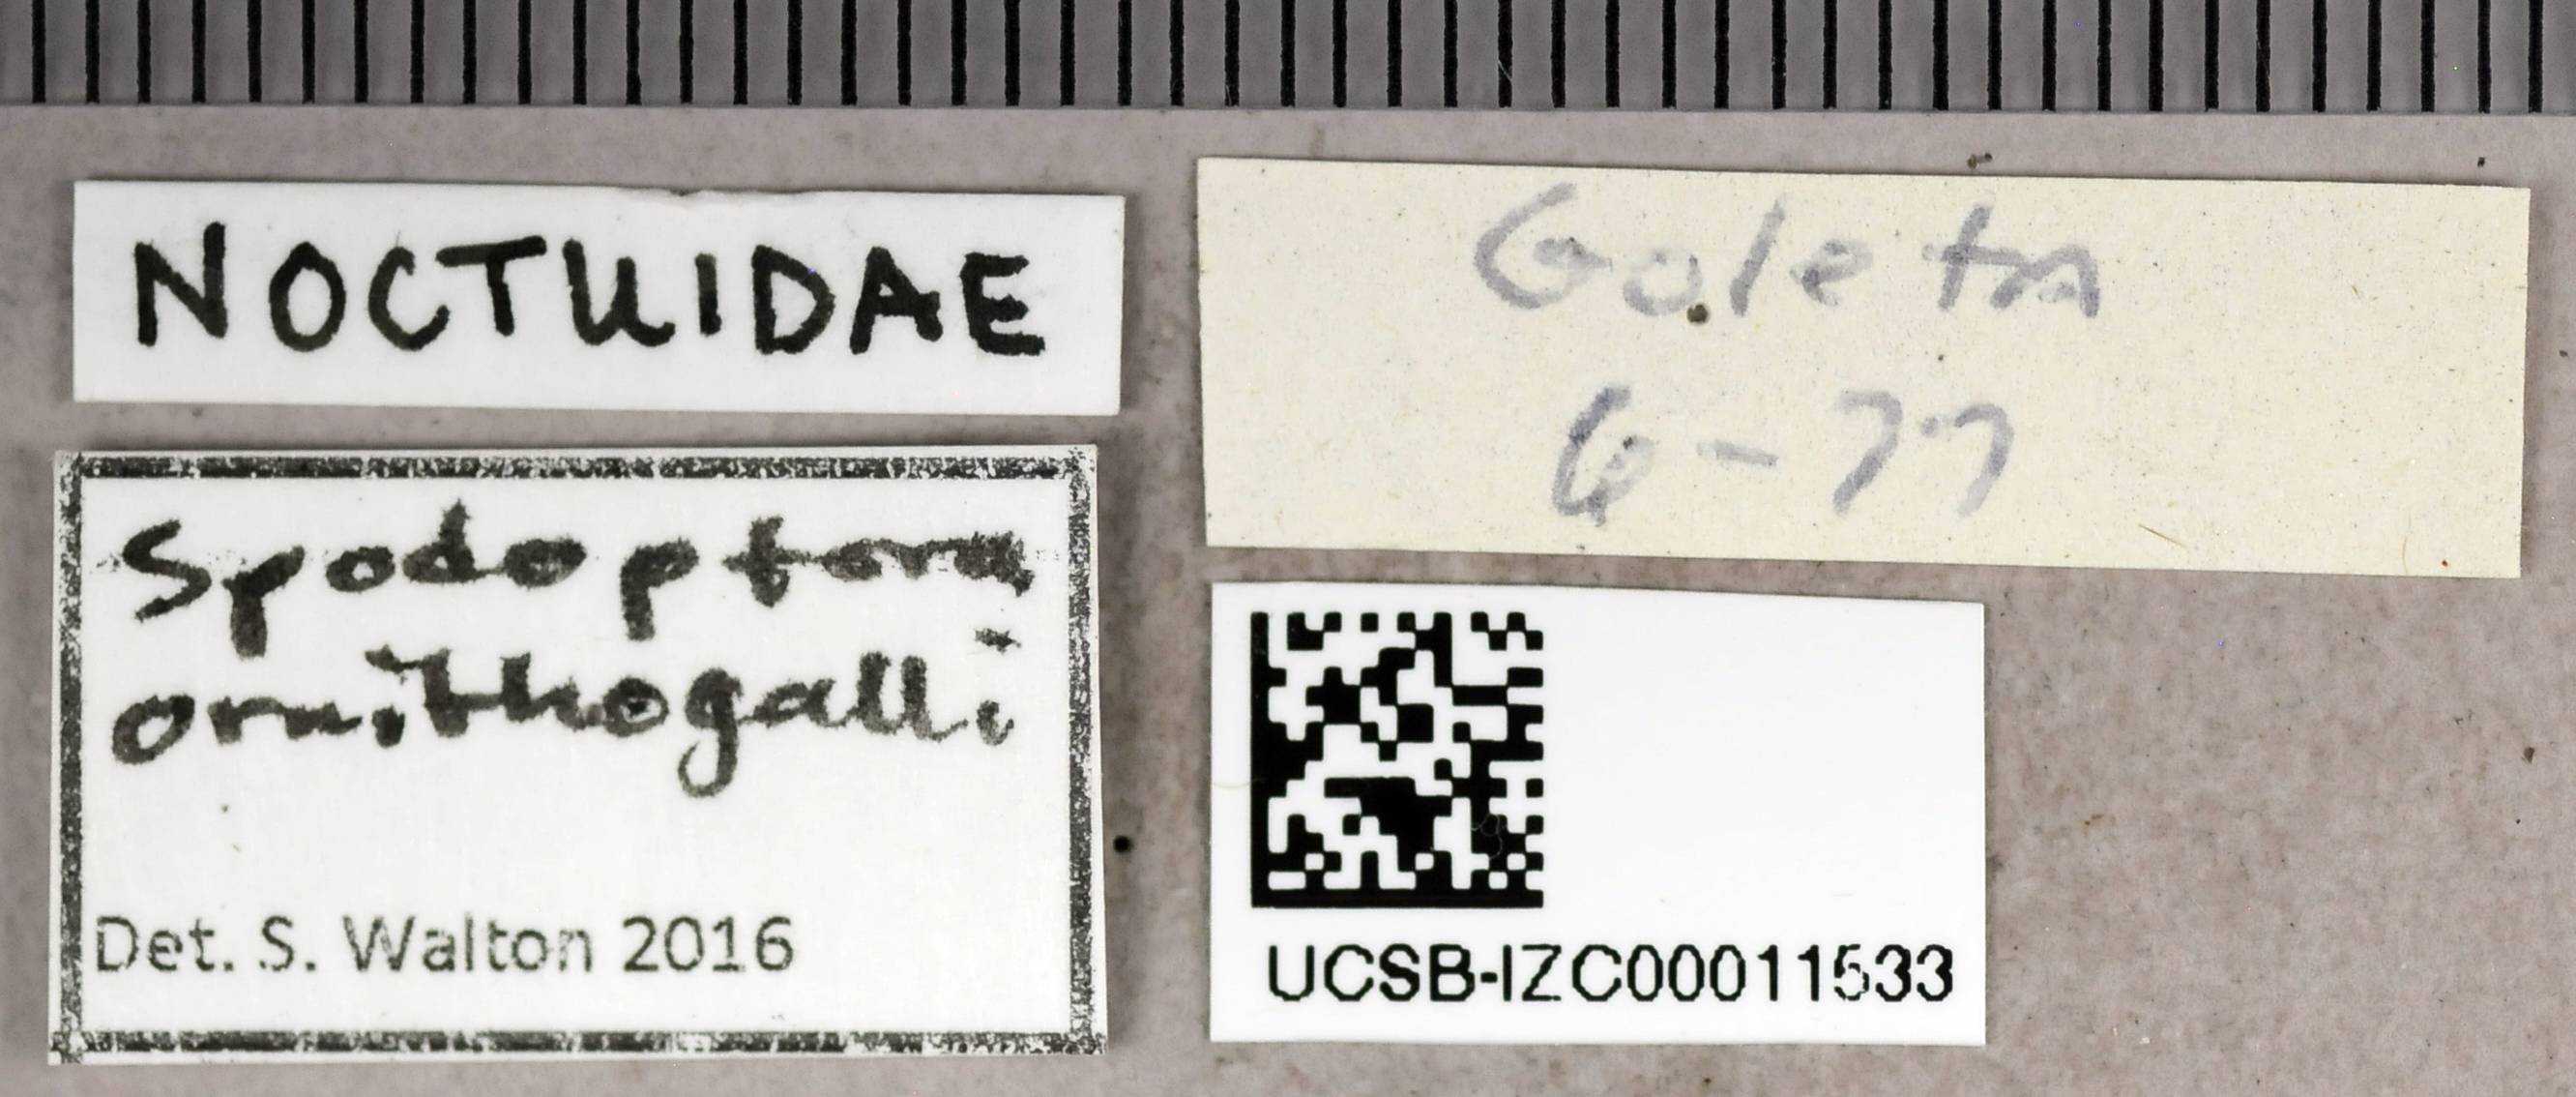 NOCTUIDAE
Goleta
6-77
Spodoptera
ornithogalli
Det. S. Walton 2016
UCSB-IZC00011533